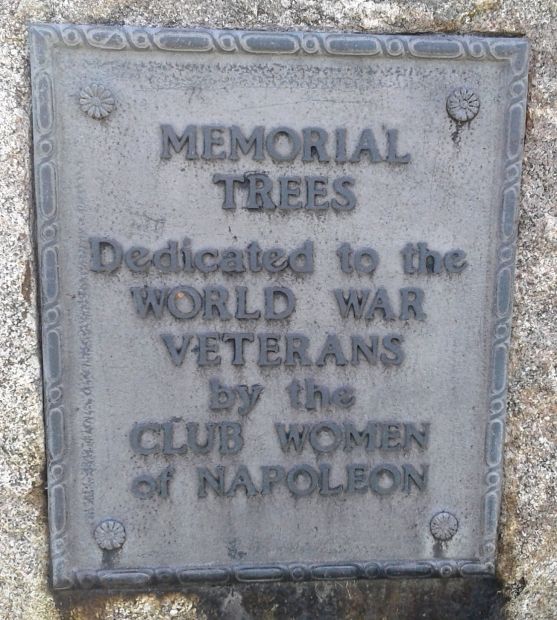 MEMORIAL
TREES
Dedicated to the
WORLD WAR
VETERANS
by the
CLUB WOMEN
of NAPOLEON